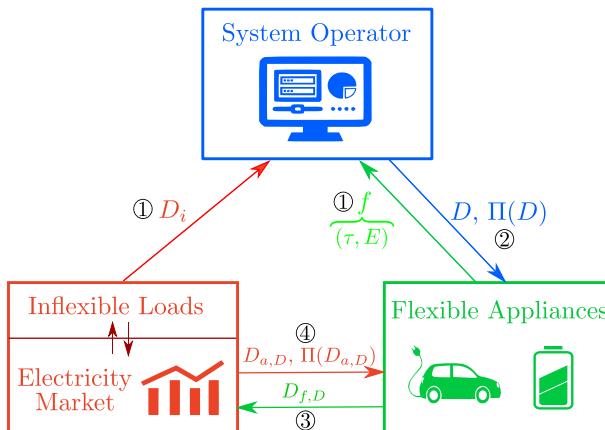 System Operator
① D_i
① f
(τ, E)
D, Π(D)
②
Inflexible Loads
Electricity
Market
④
D_{a,D}, Π(D_{a,D})
D_{f,D}
③
Flexible Appliances